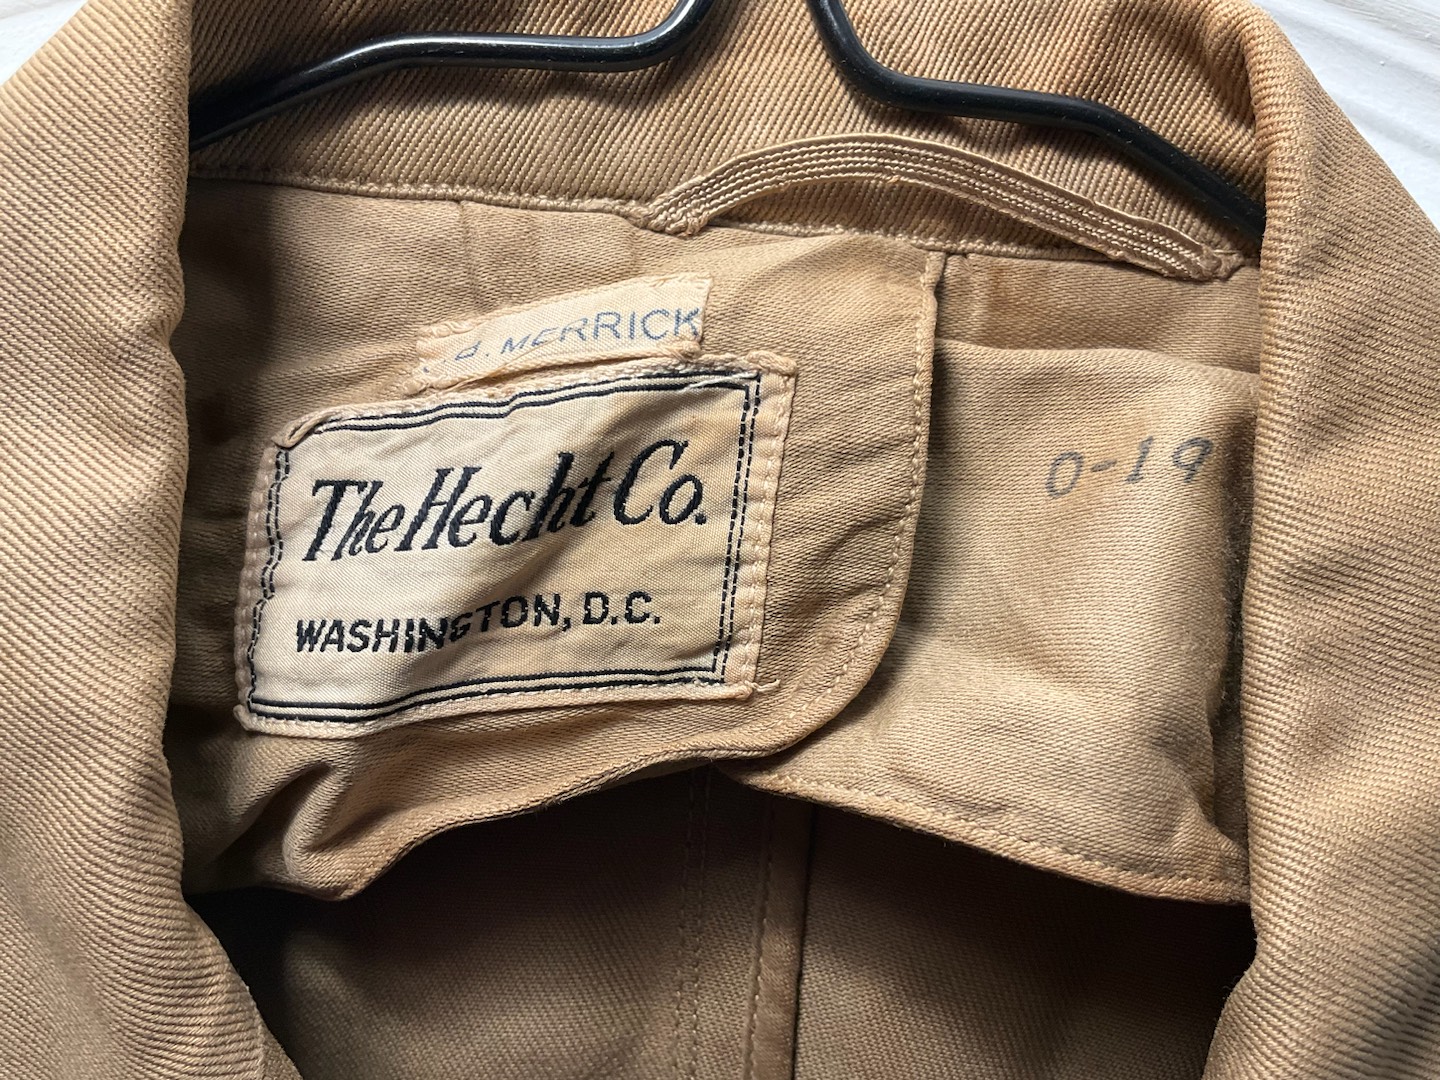 . MERRICK
The Hecht Co.
WASHINGTON, D.C.
0-19